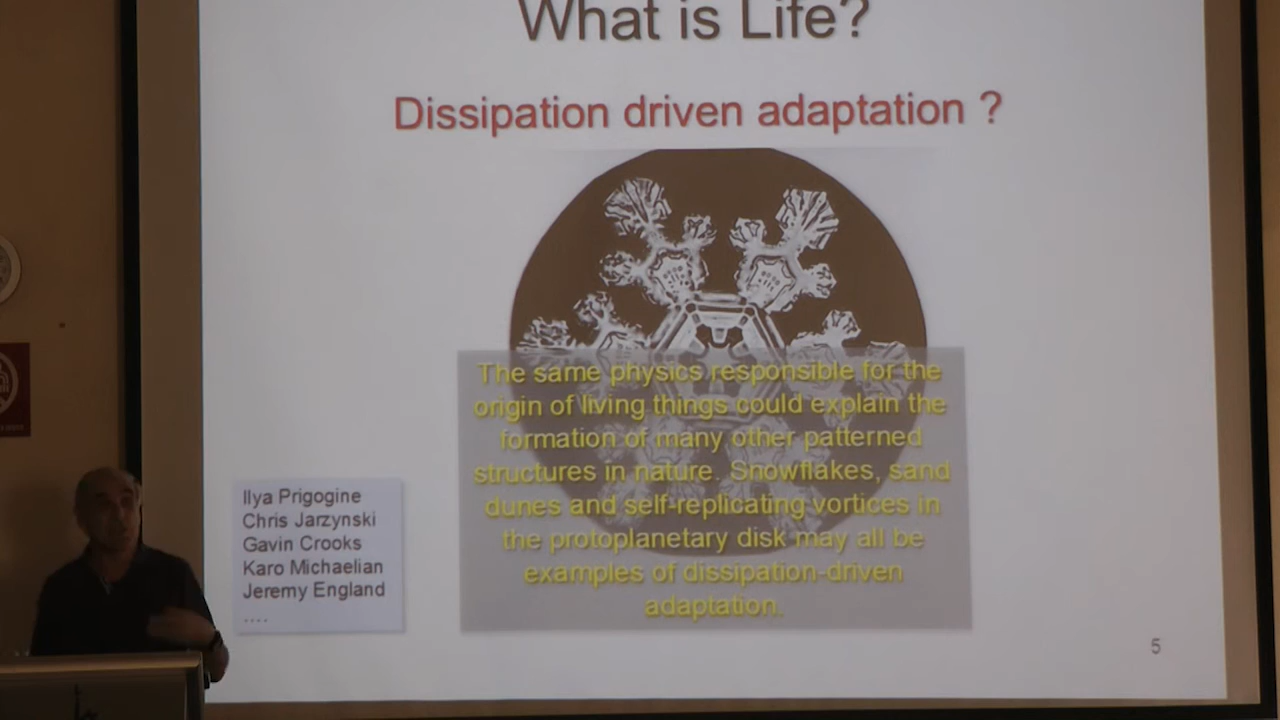 What is Life?
Dissipation driven adaptation ?
The same physics responsible for the
origin of living things could explain the
formation of many other patterned
structures in nature. Snowflakes, sand
dunes and self-replicating vortices in
the protoplanetary disk may all be
examples of dissipation-driven
adaptation.
Ilya Prigogine
Chris Jarzynski
Gavin Crooks
Karo Michaelian
Jeremy England
....
5